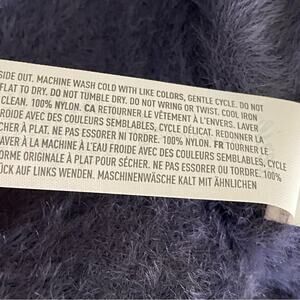 SIDE OUT. MACHINE WASH COLD WITH LIKE COLORS, GENTLE CYCLE. DO NOT
FLAT TO DRY. DO NOT TUMBLE DRY. DO NOT WRING OR TWIST. COOL IRON
CLEAN. 100% NYLON. CA RETOURNER LE VÊTEMENT À L'ENVERS. LAVER
FROIDE AVEC DES COULEURS SEMBLABLES, CYCLE DÉLICAT. REDONNER LA
CHER À PLAT. NE PAS ESSORER NI TORDRE. 100% NYLON. FR TOURNER LE
LAVER À LA MACHINE À L'EAU FROIDE AVEC DES COULEURS SEMBLABLES, CYCLE
FORME ORIGINALE À PLAT POUR SÉCHER. NE PAS ESSORER OU TORDRE. 100%
RÜCK AUF LINKS WENDEN. MASCHINENWÄSCHE KALT MIT ÄHNLICHEN